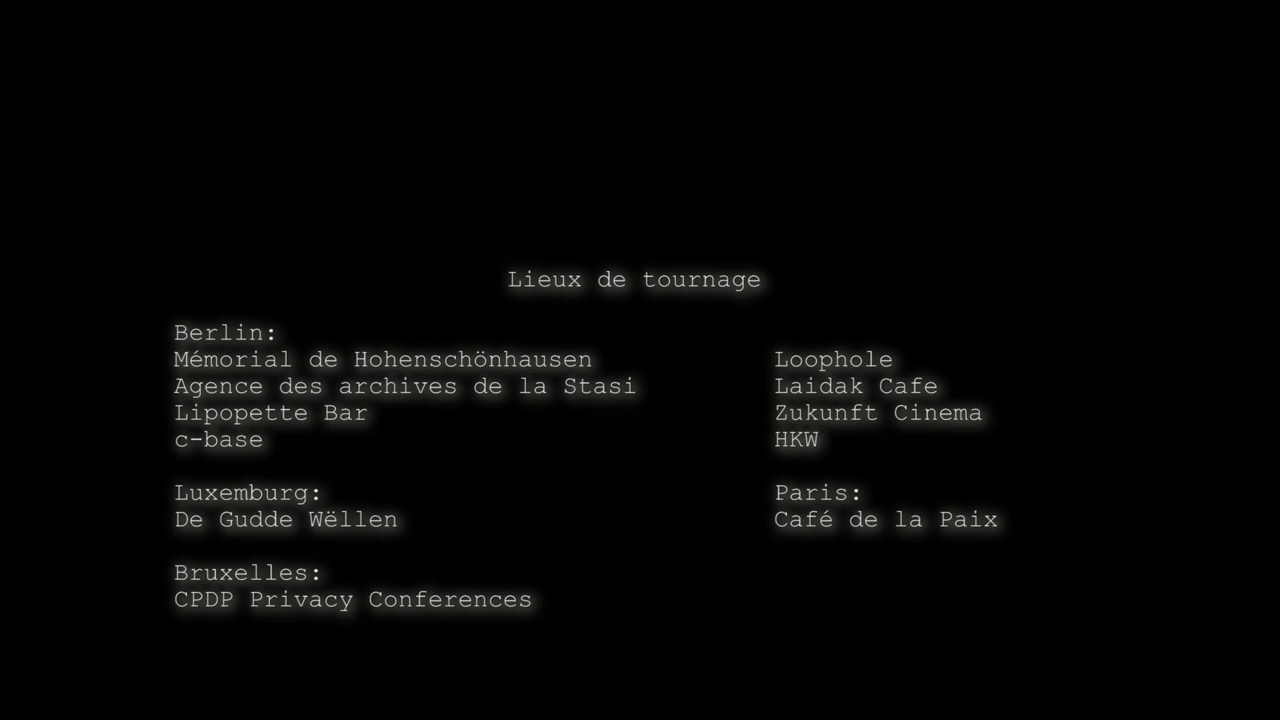 Lieux de tournage
Berlin:
Mémorial de Hohenschönhausen
Agence des archives de la Stasi
Lipopette Bar
c-base
Loophole
Laidak Cafe
Zukunft Cinema
HKW
Luxemburg:
De Gudde Wëllen
Paris:
Café de la Paix
Bruxelles:
CPDP Privacy Conferences